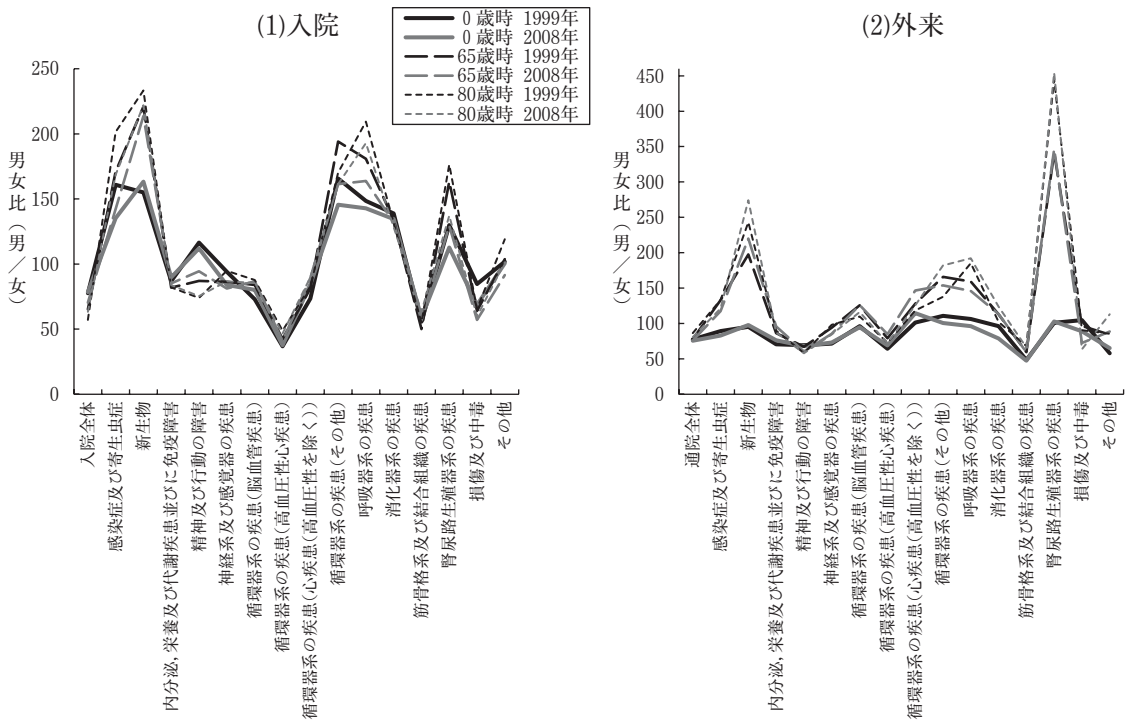 (1)入院
0歳時 1999年
0歳時 2008年
65歳時 1999年
65歳時 2008年
80歳時 1999年
80歳時 2008年
男女比(男/女)
250
200
150
100
50
0
入院全体
感染症及び寄生虫症
新生物
内分泌,栄養及び代謝疾患並びに免疫障害
精神及び行動の障害
神経系及び感覚器の疾患
循環器系の疾患(脳血管疾患)
循環器系の疾患(高血圧性心疾患)
循環器系の疾患(心疾患(高血圧性を除く))
循環器系の疾患(その他)
呼吸器系の疾患
消化器系の疾患
筋骨格系及び結合組織の疾患
腎尿路生殖器系の疾患
損傷及び中毒
その他
(2)外来
男女比(男/女)
450
400
350
300
250
200
150
100
50
0
通院全体
感染症及び寄生虫症
新生物
内分泌,栄養及び代謝疾患並びに免疫障害
精神及び行動の障害
神経系及び感覚器の疾患
循環器系の疾患(脳血管疾患)
循環器系の疾患(高血圧性心疾患)
循環器系の疾患(心疾患(高血圧性を除く))
循環器系の疾患(その他)
呼吸器系の疾患
消化器系の疾患
筋骨格系及び結合組織の疾患
腎尿路生殖器系の疾患
損傷及び中毒
その他